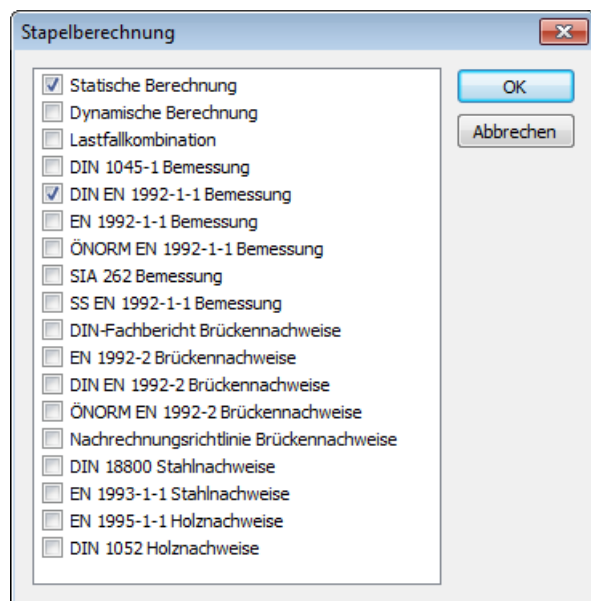 Stapelberechnung
Statische Berechnung
Dynamische Berechnung
Lastfallkombination
DIN 1045-1 Bemessung
DIN EN 1992-1-1 Bemessung
EN 1992-1-1 Bemessung
ÖNORM EN 1992-1-1 Bemessung
SIA 262 Bemessung
SS EN 1992-1-1 Bemessung
DIN-Fachbericht Brückennachweise
EN 1992-2 Brückennachweise
DIN EN 1992-2 Brückennachweise
ÖNORM EN 1992-2 Brückennachweise
Nachrechnungsrichtlinie Brückennachweise
DIN 18800 Stahlnachweise
EN 1993-1-1 Stahlnachweise
EN 1995-1-1 Holznachweise
DIN 1052 Holznachweise
OK
Abbrechen